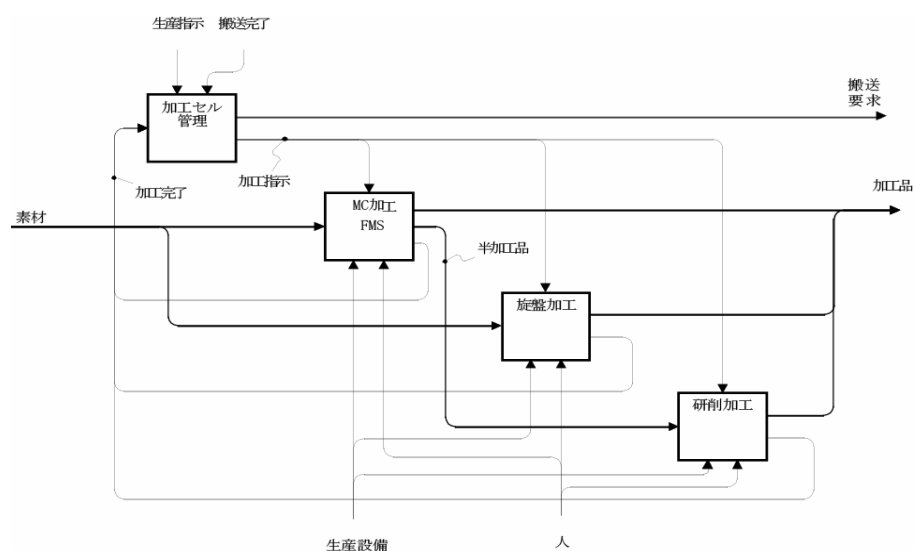 生産指示
搬送完了
搬送
要求
加工セル
管理
加工指示
加工完了
加工品
MC加工
FMS
素材
半加工品
旋盤加工
研削加工
生産設備
人